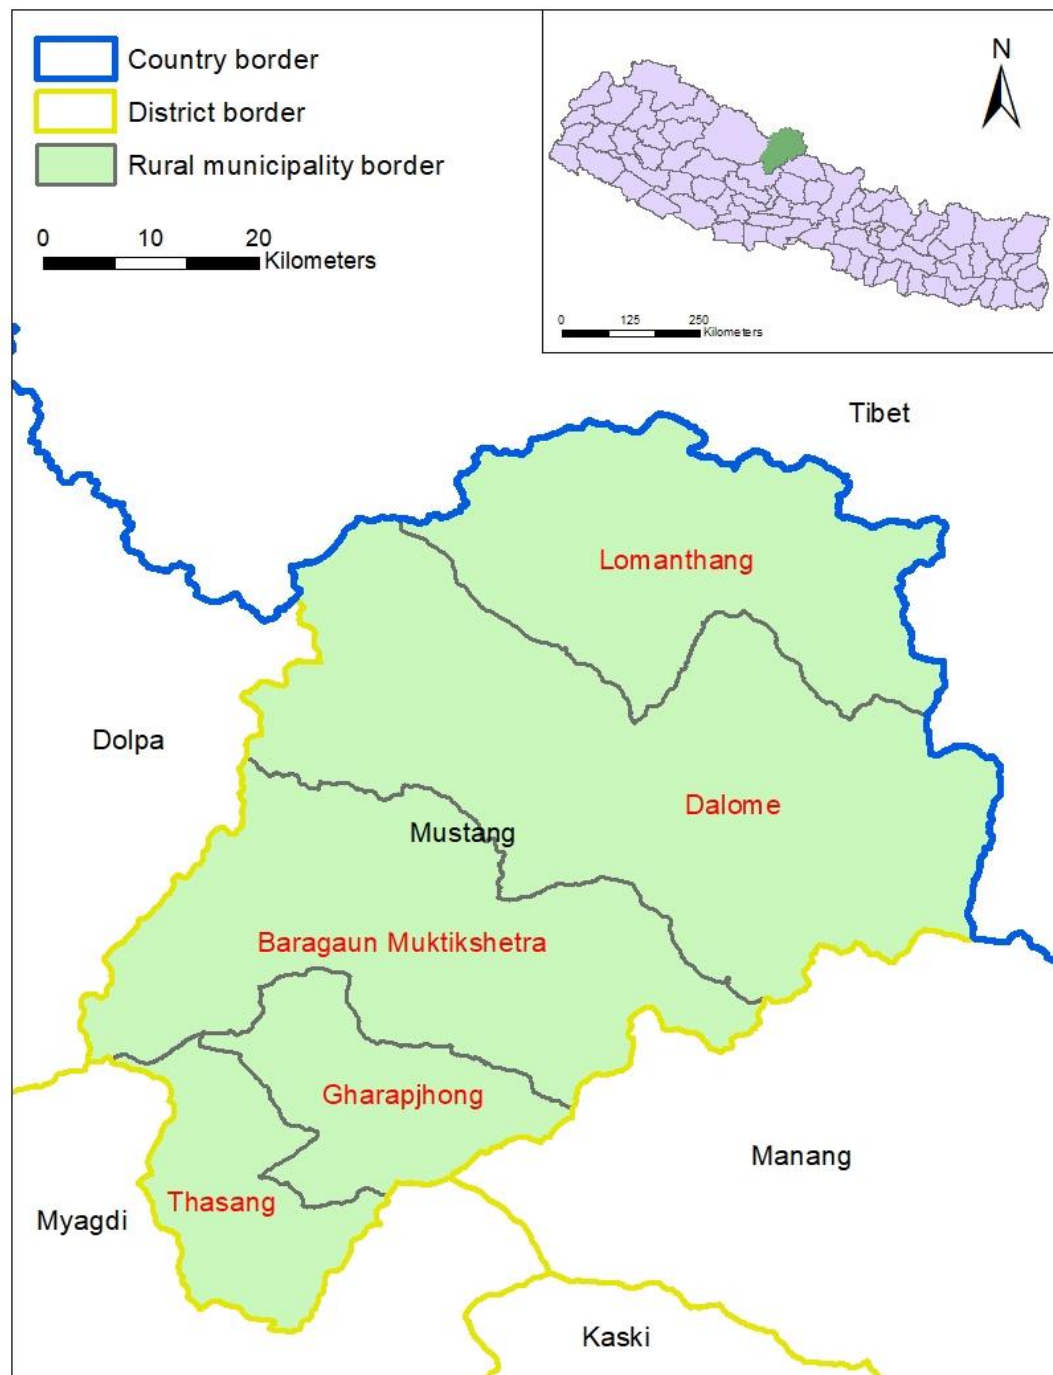 Country border
District border
Rural municipality border
0 10 20
Kilometers
N
0 125 250
Kilometers
Tibet
Lomanthang
Dolpa
Dalome
Mustang
Baragaun Muktikshetra
Gharapjhong
Manang
Thasang
Myagdi
Kaski